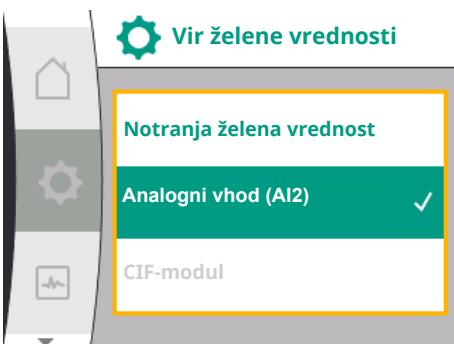 Vir želene vrednosti
Notranja želena vrednost
Analogni vhod (AI2)
CIF-modul